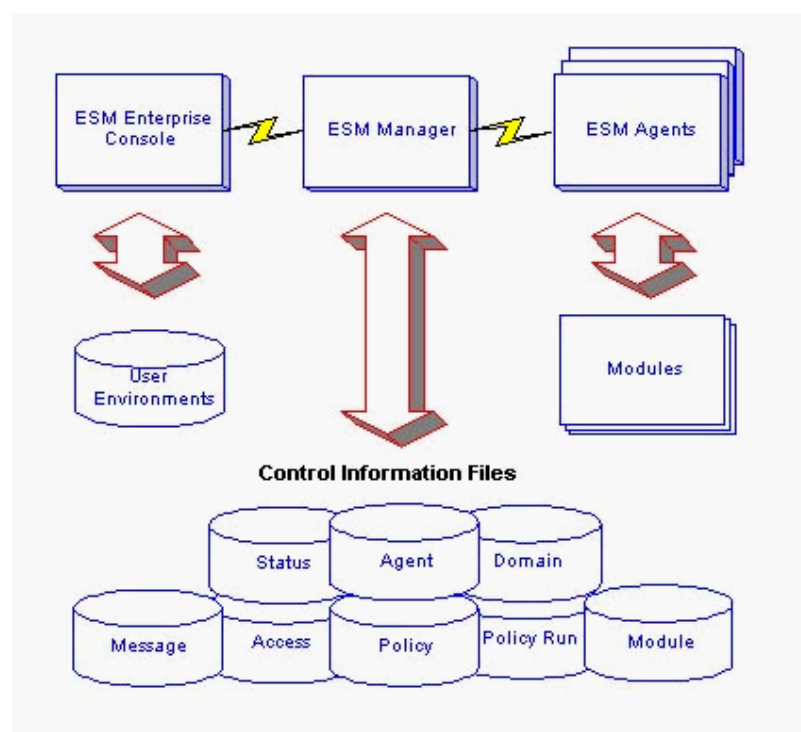 ESM Enterprise
Console
ESM Manager
ESM Agents
User
Environments
Modules
Control Information Files
Status
Agent
Domain
Message
Access
Policy
Policy Run
Module